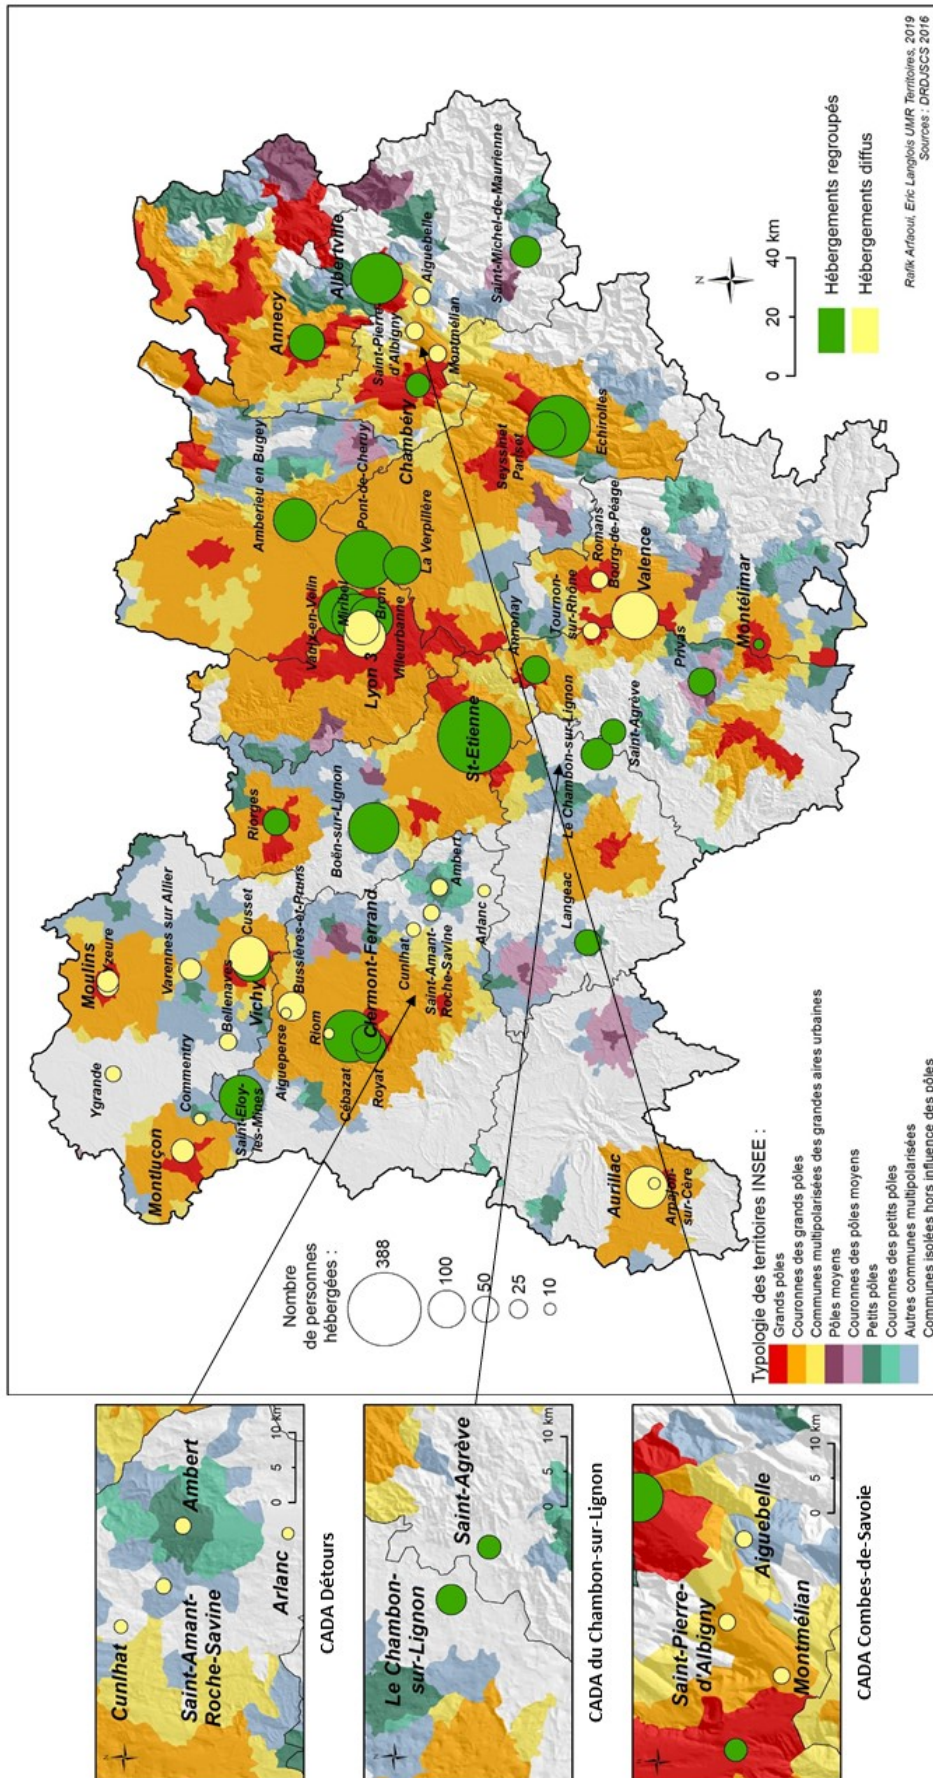 Cunlhat
Saint-Amant-
Roche-Savine
Ambert
Arlanc
0 5 10 km
N
CADA Détours
Le Chambon-
sur-Lignon
Saint-Agrève
0 5 10 km
N
CADA du Chambon-sur-Lignon
Saint-Pierre-
d'Albigny
Aiguebelle
Montmélian
0 5 10 km
N
CADA Combes-de-Savoie
Moulins
Yzeure
Ygrande
Varennes sur Allier
Commentry
Bellenaves
Montluçon
Vichy
Cusset
Saint-Eloy-
les-Mines
Aigueperse
Bussières-et-Pruns
Riom
Cébazat
Royat
Clermont-Ferrand
Cunlhat
Saint-Amant-
Roche-Savine
Ambert
Arlanc
Riorges
Boën-sur-Lignon
St-Etienne
Langeac
Le Chambon-sur-Lignon
Saint-Agrève
Aurillac
Arpajon-
sur-Cère
Amberieu en Bugey
Pont-de-Cheruy
La Verpillère
Vaulx-en-Velin
Miribel
Bron
Lyon 3
Villeurbanne
Annonay
Tournon-
sur-Rhône
Romans
Bourg-de-Péage
Valence
Privas
Montélimar
Annecy
Albertville
Saint-Pierre
d'Albigny
Aiguebelle
Montmélian
Chambéry
Saint-Michel-de-Maurienne
Seyssinet
Pariset
Echirolles
Nombre
de personnes
hébergées :
388
100
50
25
10
Typologie des territoires INSEE :
Grands pôles
Couronnes des grands pôles
Communes multipolarisées des grandes aires urbaines
Pôles moyens
Couronnes des pôles moyens
Petits pôles
Couronnes des petits pôles
Autres communes multipolarisées
Communes isolées hors influence des pôles
N
0 20 40 km
Hébergements regroupés
Hébergements diffus
Rafik Arfaoui, Eric Langlois UMR Territoires, 2019
Sources : DRDJSCS 2016